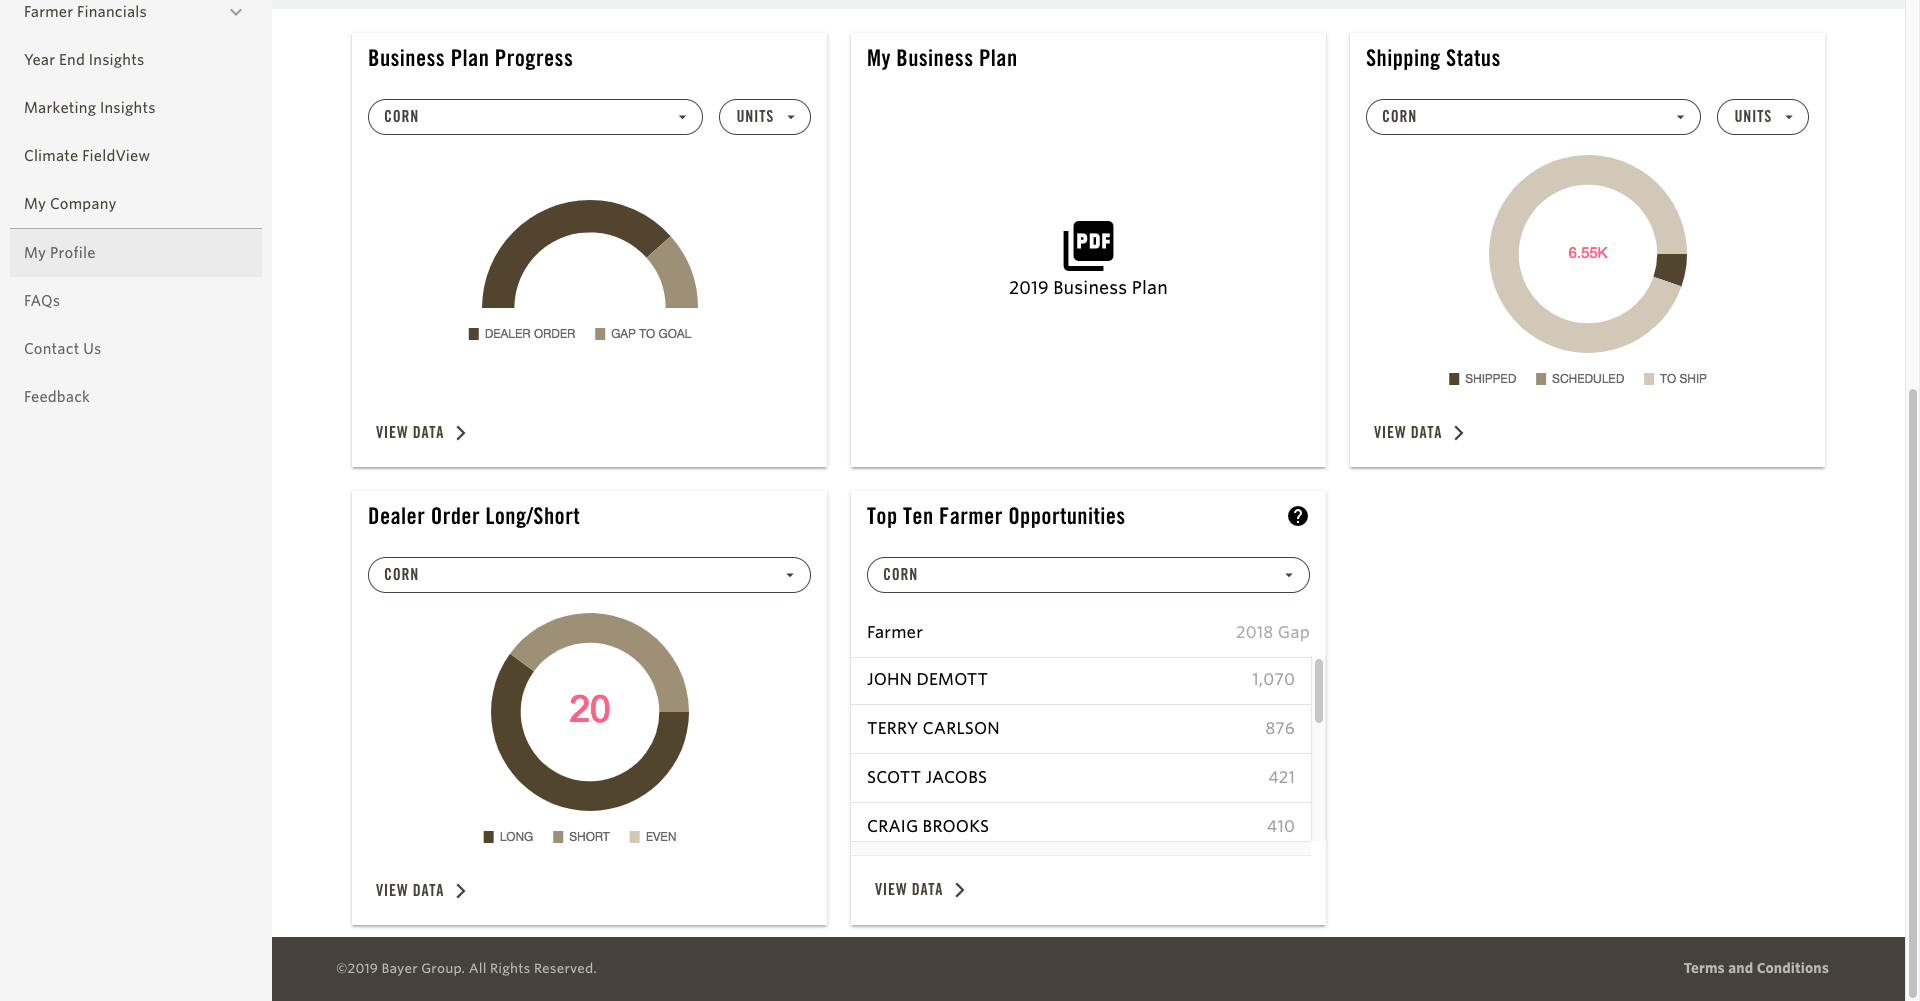 Farmer Financials
Year End Insights
Marketing Insights
Climate FieldView
My Company
My Profile
FAQs
Contact Us
Feedback
Business Plan Progress
CORN
UNITS
DEALER ORDER
GAP TO GOAL
VIEW DATA
My Business Plan
PDF
2019 Business Plan
Shipping Status
CORN
UNITS
6.55K
SHIPPED
SCHEDULED
TO SHIP
VIEW DATA
Dealer Order Long/Short
CORN
20
LONG
SHORT
EVEN
VIEW DATA
Top Ten Farmer Opportunities
?
CORN
Farmer 2018 Gap
JOHN DEMOTT 1,070
TERRY CARLSON 876
SCOTT JACOBS 421
CRAIG BROOKS 410
VIEW DATA
©2019 Bayer Group. All Rights Reserved.
Terms and Conditions